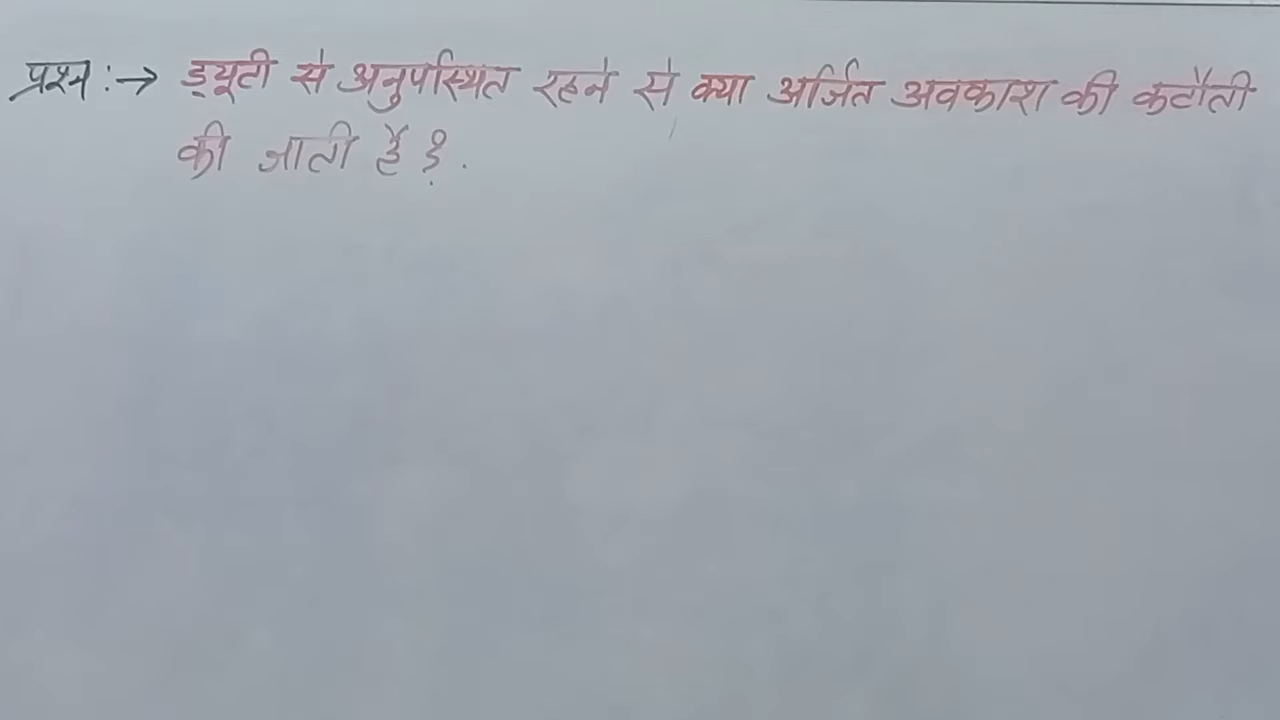 प्रश्न :→ ड्यूटी से अनुपस्थित रहने से क्या अर्जित अवकाश की कटौती
की जाती है ?.